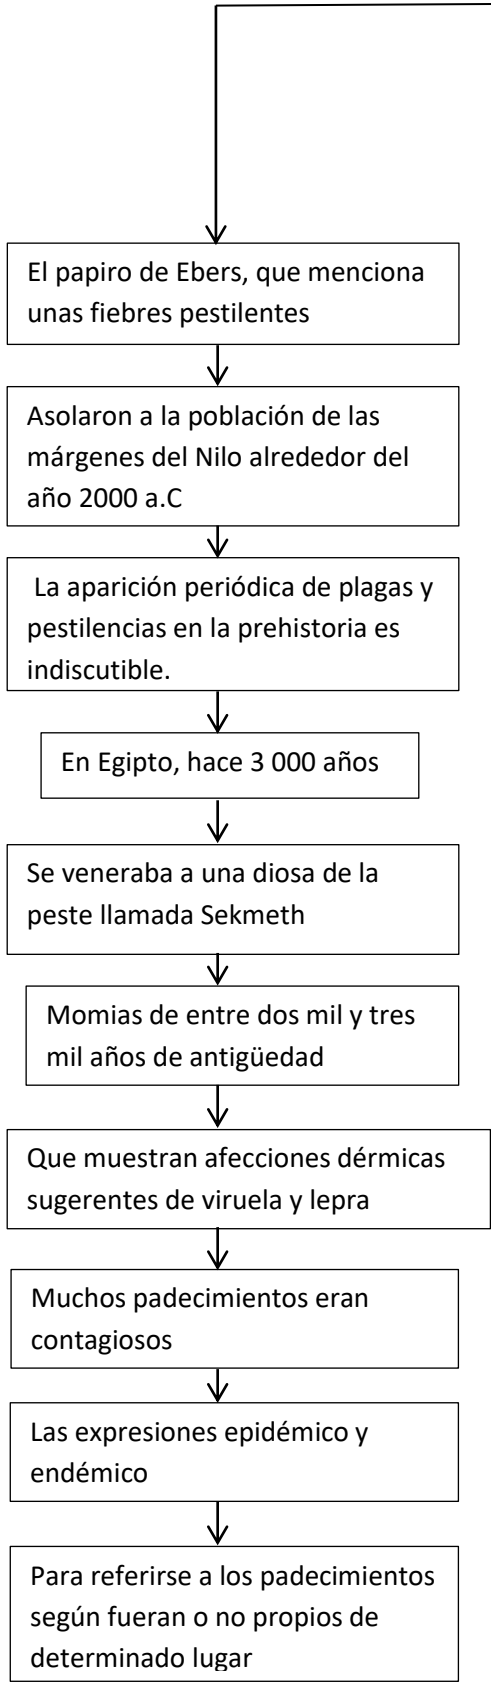 El papiro de Ebers, que menciona
unas fiebres pestilentes
Asolaron a la población de las
márgenes del Nilo alrededor del
año 2000 a.C
La aparición periódica de plagas y
pestilencias en la prehistoria es
indiscutible.
En Egipto, hace 3 000 años
Se veneraba a una diosa de la
peste llamada Sekmeth
Momias de entre dos mil y tres
mil años de antigüedad
Que muestran afecciones dérmicas
sugerentes de viruela y lepra
Muchos padecimientos eran
contagiosos
Las expresiones epidémico y
endémico
Para referirse a los padecimientos
según fueran o no propios de
determinado lugar